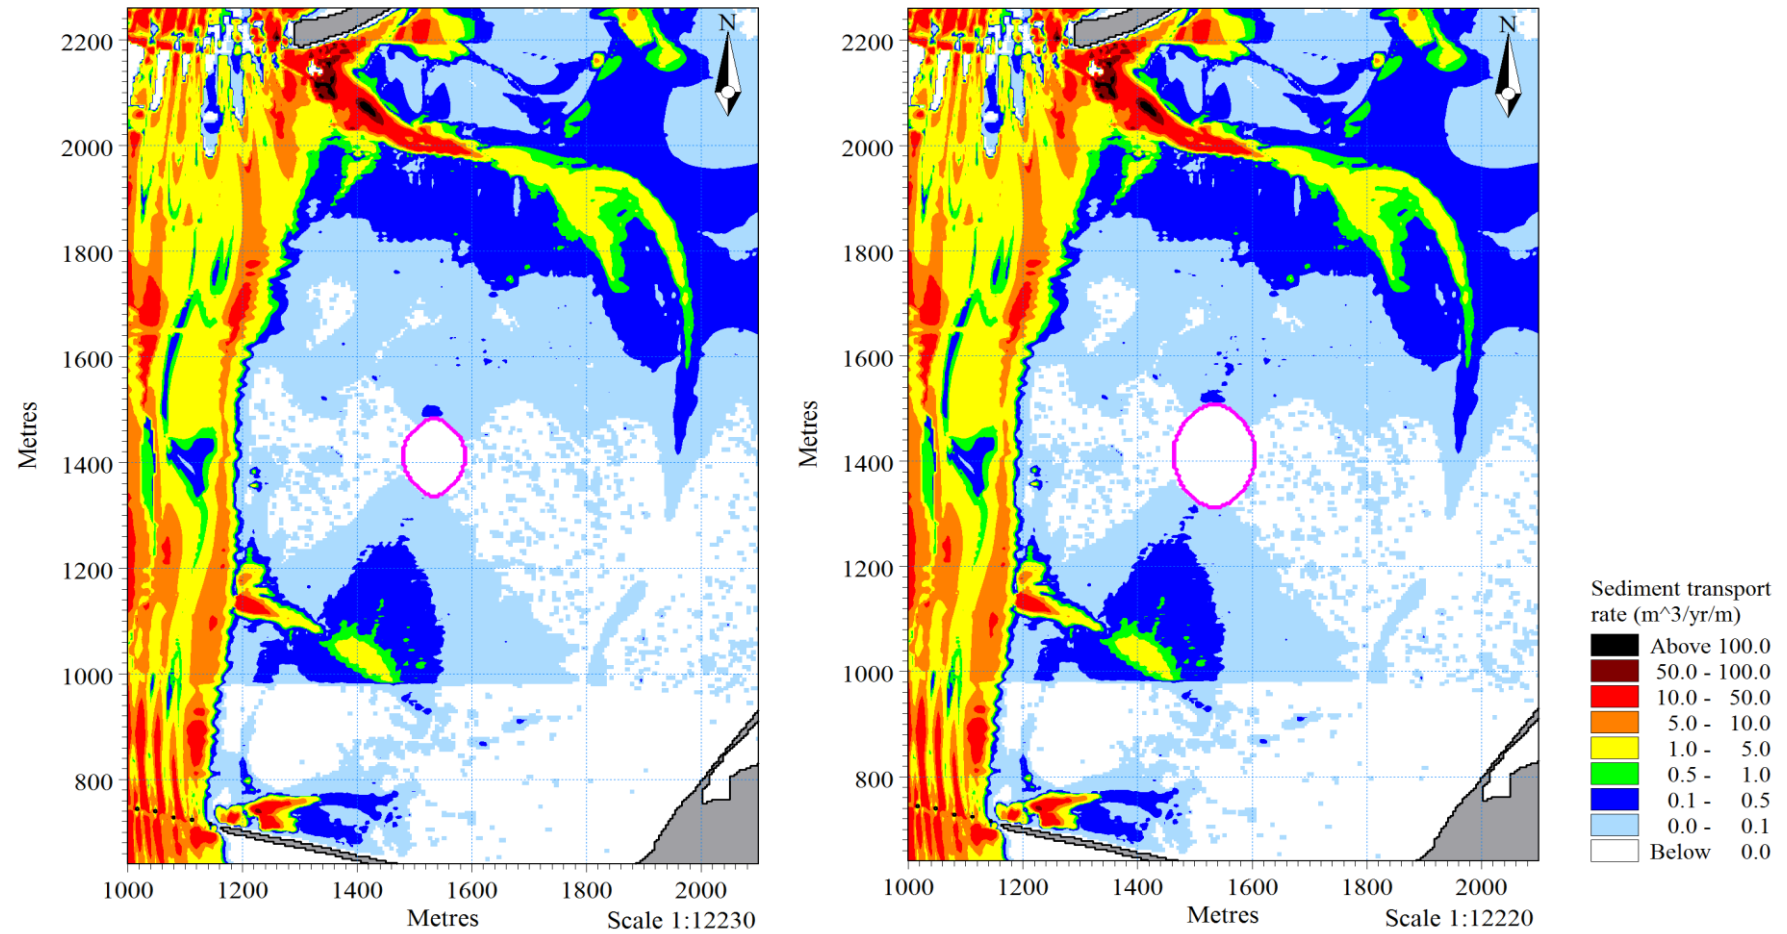 N
2200
2000
1800
1600
1400
1200
1000
800
Metres
1000 1200 1400 1600 1800 2000
Metres
Scale 1:12230
N
2200
2000
1800
1600
1400
1200
1000
800
Metres
1000 1200 1400 1600 1800 2000
Metres
Scale 1:12220
Sediment transport
rate (m^3/yr/m)
Above 100.0
50.0 - 100.0
10.0 - 50.0
5.0 - 10.0
1.0 - 5.0
0.5 - 1.0
0.1 - 0.5
0.0 - 0.1
Below 0.0